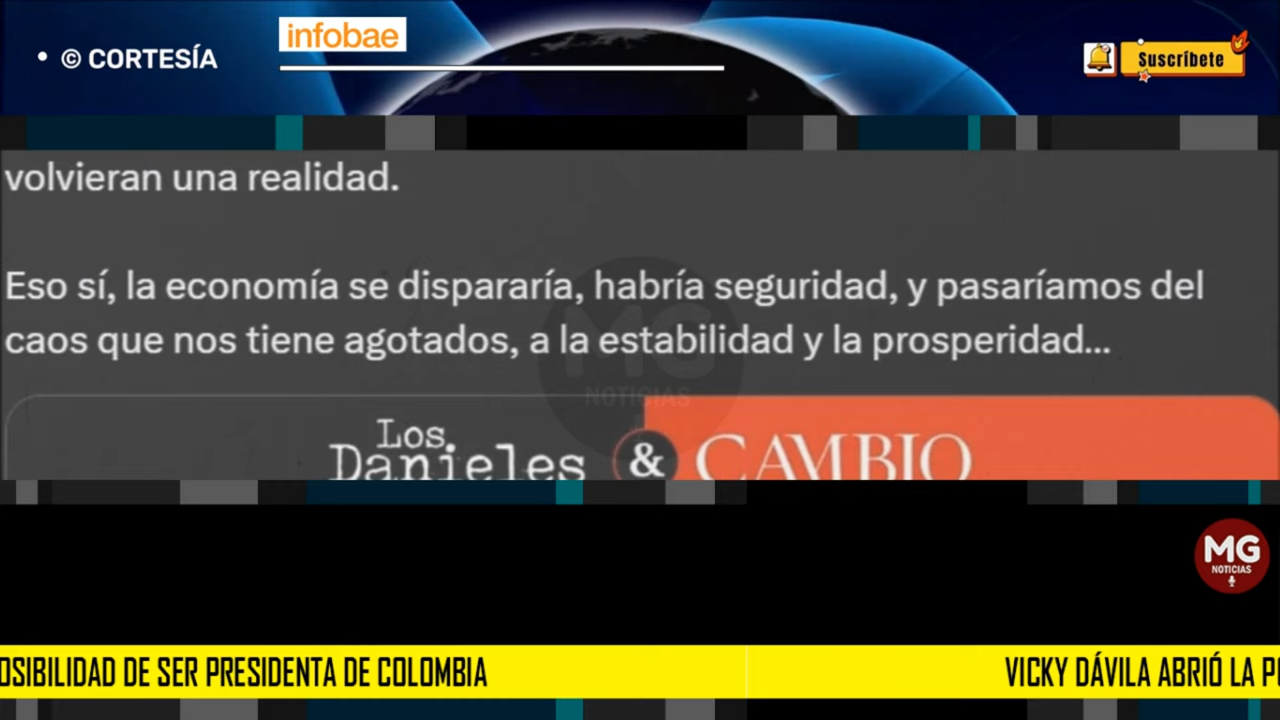 infobae
• © CORTESÍA
Suscríbete
volvieran una realidad.
Eso sí, la economía se dispararía, habría seguridad, y pasaríamos del
caos que nos tiene agotados, a la estabilidad y la prosperidad...
MG
NOTICIAS
Los
Danieles & CAMBIO
MG
NOTICIAS
OSIBILIDAD DE SER PRESIDENTA DE COLOMBIA
VICKY DÁVILA ABRIÓ LA P